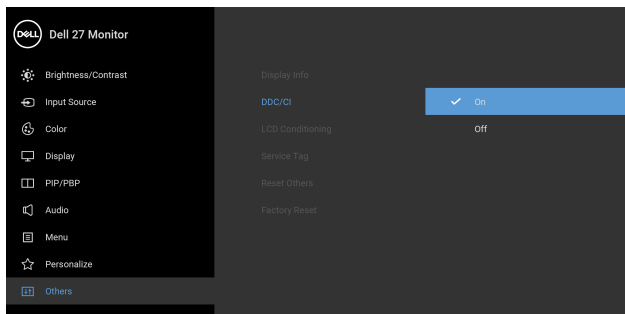 DELL Dell 27 Monitor
Brightness/Contrast
Display Info
Input Source
DDC/CI
On
Color
LCD Conditioning
Off
Display
Service Tag
PIP/PBP
Reset Others
Audio
Factory Reset
Menu
Personalize
Others